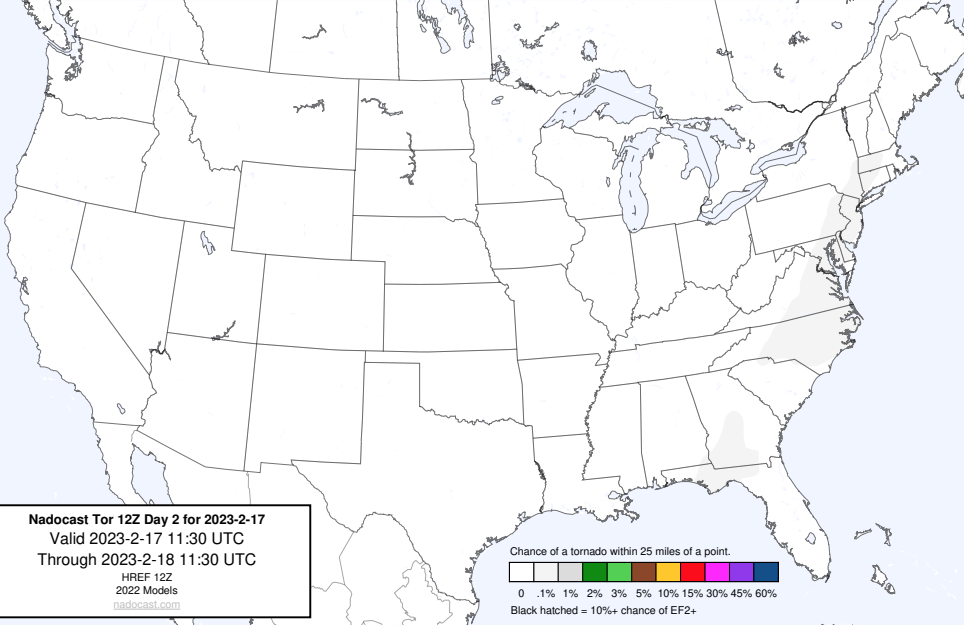 Nadocast Tor 12Z Day 2 for 2023-2-17
Valid 2023-2-17 11:30 UTC
Through 2023-2-18 11:30 UTC
HREF 12Z
2022 Models
nadocast.com
Chance of a tornado within 25 miles of a point.
0 .1% 1% 2% 3% 5% 10% 15% 30% 45% 60%
Black hatched = 10%+ chance of EF2+